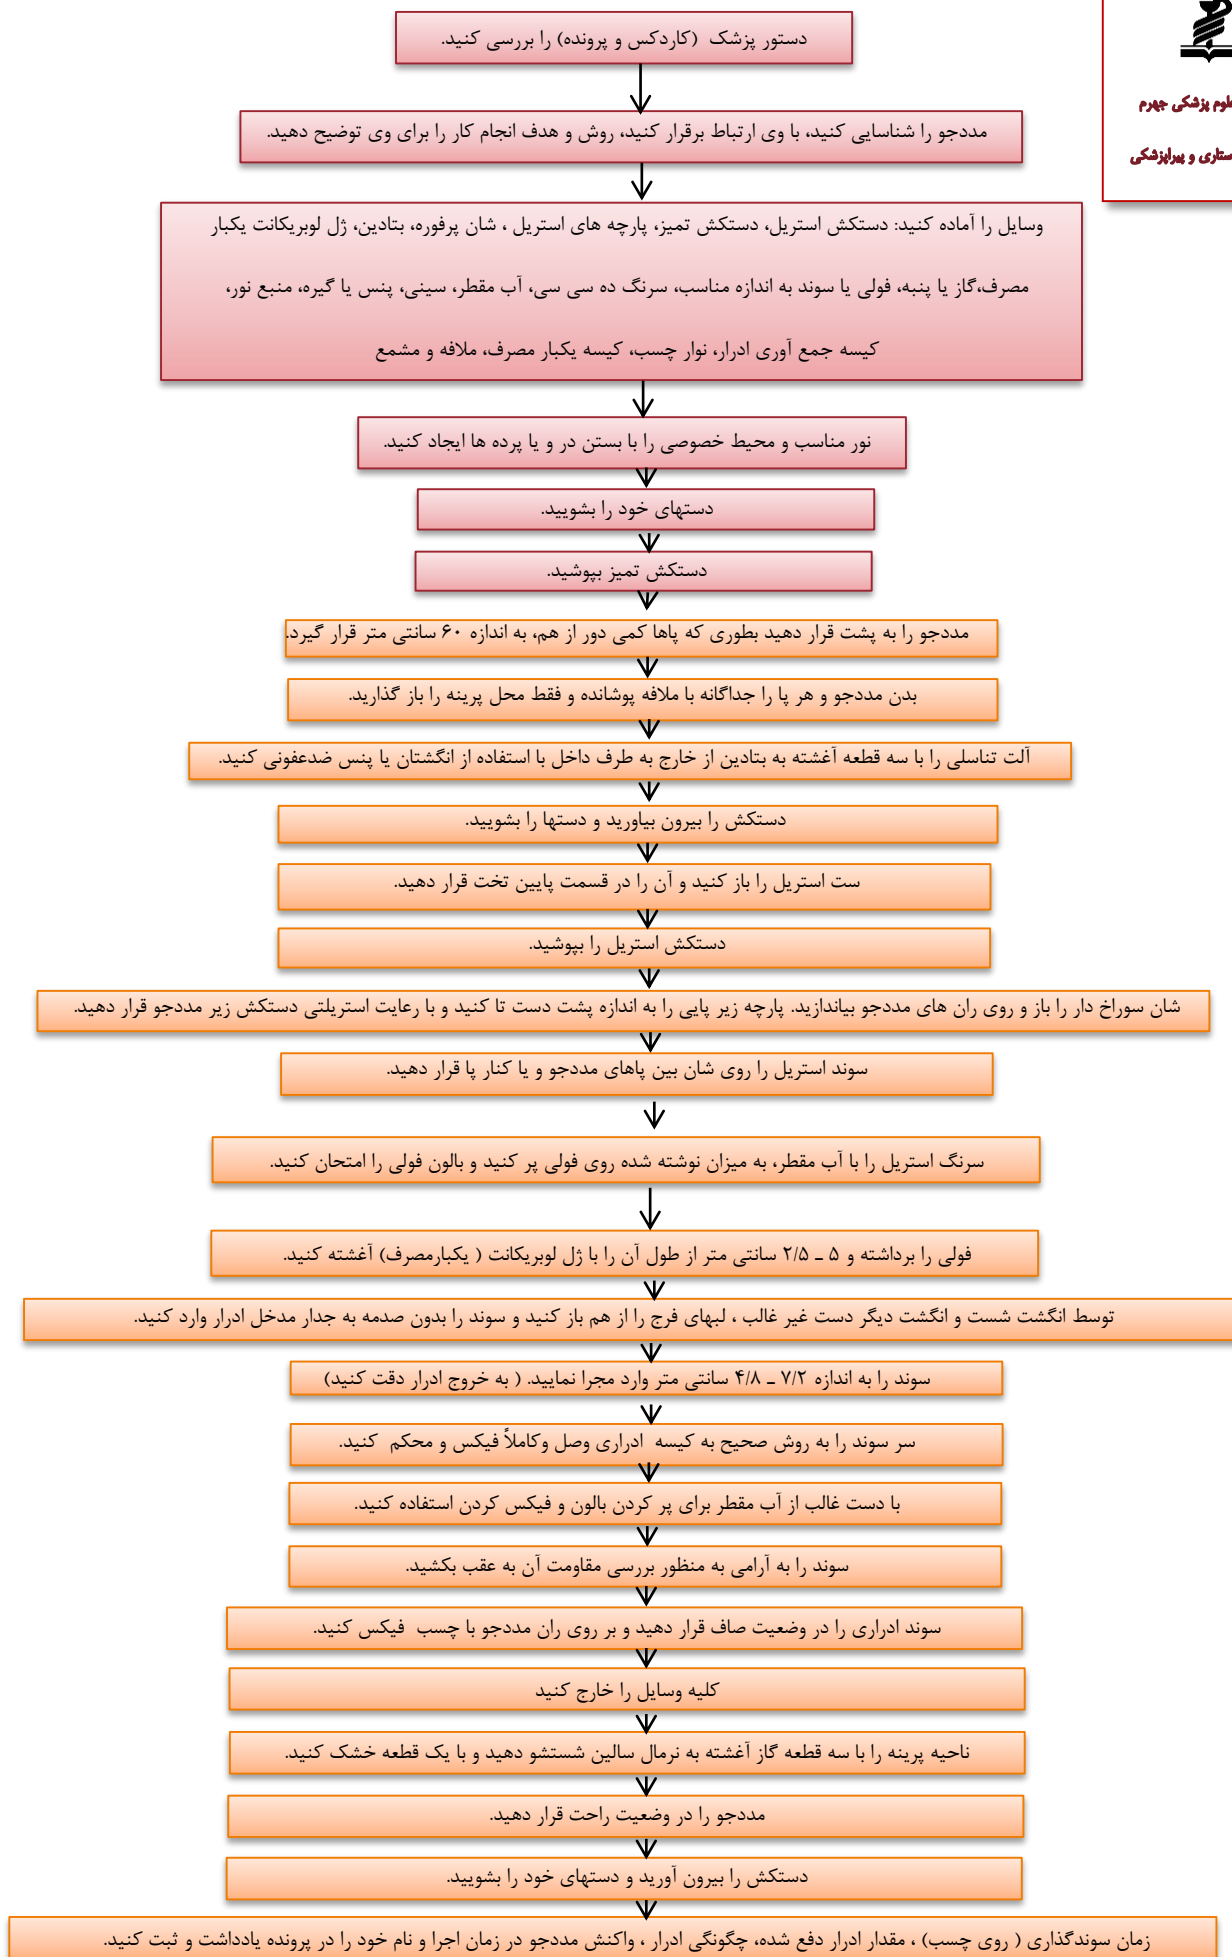 دستور پزشک (کاردکس و پرونده) را بررسی کنید.
علوم پزشکی جهرم
پرستاری و پیراپزشکی
مددجو را شناسایی کنید، با وی ارتباط برقرار کنید، روش و هدف انجام کار را برای وی توضیح دهید.
وسایل را آماده کنید: دستکش استریل، دستکش تمیز، پارچه های استریل ، شان پرفوره، بتادین، ژل لوبریکانت یکبار
مصرف،گاز یا پنبه، فولی یا سوند به اندازه مناسب، سرنگ ده سی سی، آب مقطر، سینی، پنس یا گیره، منبع نور،
کیسه جمع آوری ادرار، نوار چسب، کیسه یکبار مصرف، ملافه و مشمع
نور مناسب و محیط خصوصی را با بستن در و یا پرده ها ایجاد کنید.
دستهای خود را بشویید.
دستکش تمیز بپوشید.
مددجو را به پشت قرار دهید بطوری که پاها کمی دور از هم، به اندازه ۶۰ سانتی متر قرار گیرد.
بدن مددجو و هر پا را جداگانه با ملافه پوشانده و فقط محل پرینه را باز گذارید.
آلت تناسلی را با سه قطعه آغشته به بتادین از خارج به طرف داخل با استفاده از انگشتان یا پنس ضدعفونی کنید.
دستکش را بیرون بیاورید و دستها را بشویید.
ست استریل را باز کنید و آن را در قسمت پایین تخت قرار دهید.
دستکش استریل را بپوشید.
شان سوراخ دار را باز و روی ران های مددجو بیاندازید. پارچه زیر پایی را به اندازه پشت دست تا کنید و با رعایت استریلتی دستکش زیر مددجو قرار دهید.
سوند استریل را روی شان بین پاهای مددجو و یا کنار پا قرار دهید.
سرنگ استریل را با آب مقطر، به میزان نوشته شده روی فولی پر کنید و بالون فولی را امتحان کنید.
فولی را برداشته و ۵ ـ ۲/۵ سانتی متر از طول آن را با ژل لوبریکانت ( یکبارمصرف) آغشته کنید.
توسط انگشت شست و انگشت دیگر دست غیر غالب ، لبهای فرج را از هم باز کنید و سوند را بدون صدمه به جدار مدخل ادرار وارد کنید.
سوند را به اندازه ۷/۲ ـ ۴/۸ سانتی متر وارد مجرا نمایید. ( به خروج ادرار دقت کنید)
سر سوند را به روش صحیح به کیسه ادراری وصل وکاملاً فیکس و محکم کنید.
با دست غالب از آب مقطر برای پر کردن بالون و فیکس کردن استفاده کنید.
سوند را به آرامی به منظور بررسی مقاومت آن به عقب بکشید.
سوند ادراری را در وضعیت صاف قرار دهید و بر روی ران مددجو با چسب فیکس کنید.
کلیه وسایل را خارج کنید
ناحیه پرینه را با سه قطعه گاز آغشته به نرمال سالین شستشو دهید و با یک قطعه خشک کنید.
مددجو را در وضعیت راحت قرار دهید.
دستکش را بیرون آورید و دستهای خود را بشویید.
زمان سوندگذاری ( روی چسب) ، مقدار ادرار دفع شده، چگونگی ادرار ، واکنش مددجو در زمان اجرا و نام خود را در پرونده یادداشت و ثبت کنید.